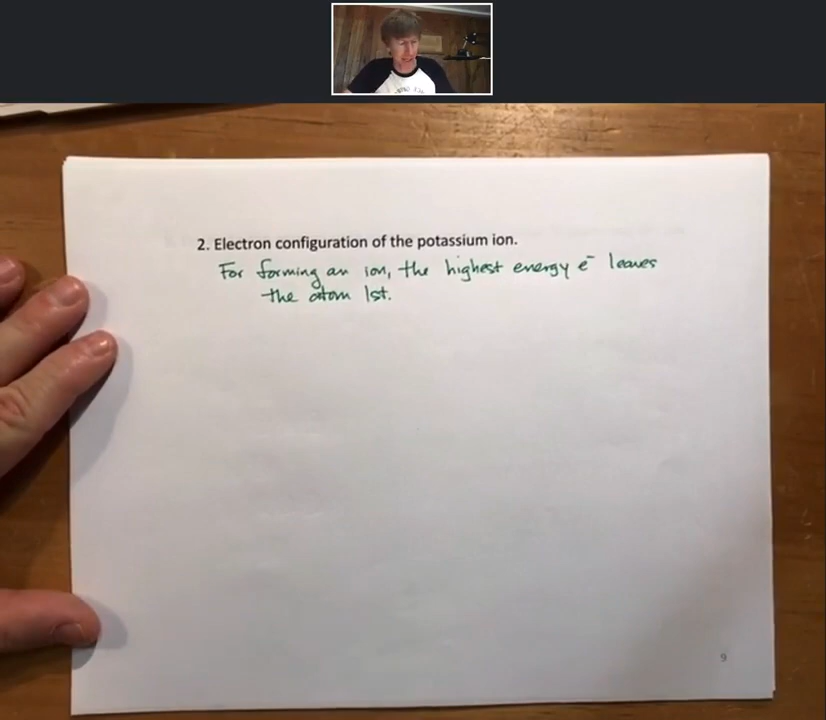 2. Electron configuration of the potassium ion.
For forming an ion, the highest energy e⁻ leaves
the atom 1st.
9